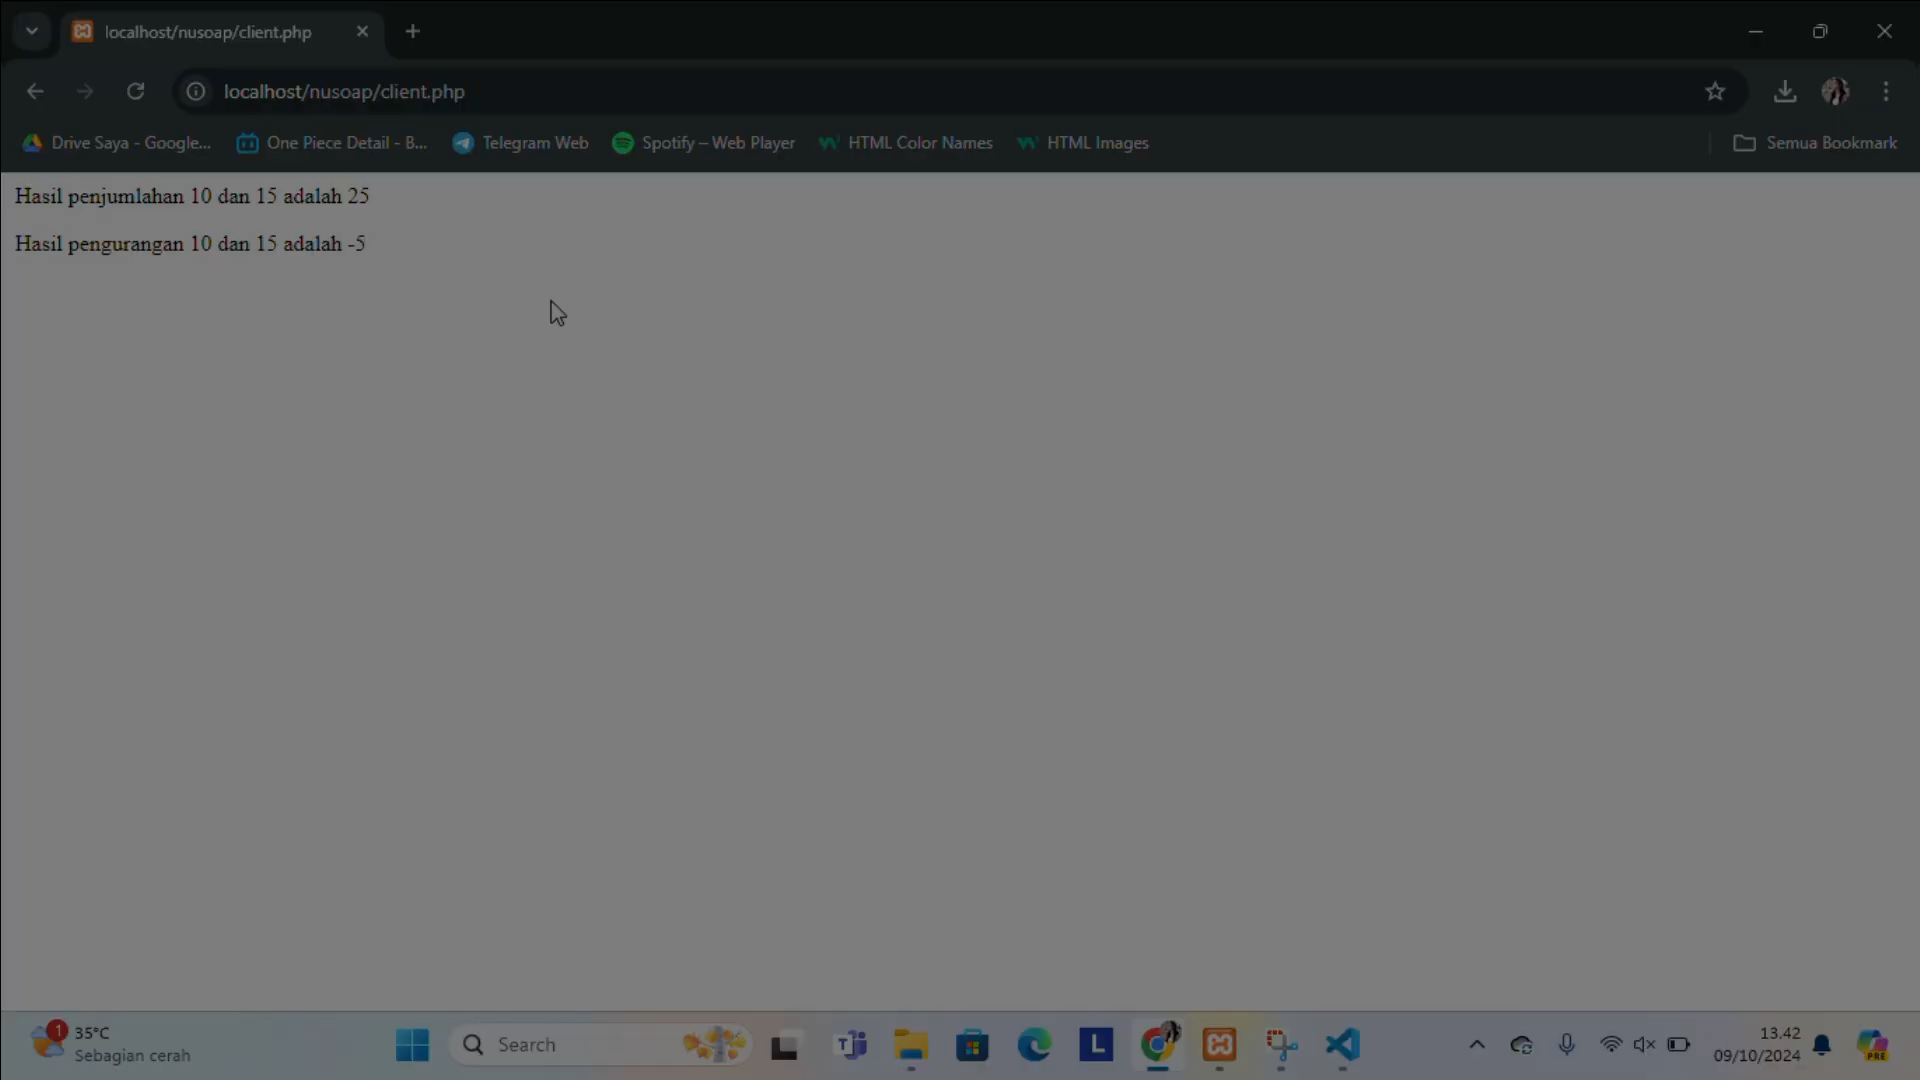 localhost/nusoap/client.php
localhost/nusoap/client.php
Drive Saya - Google...
One Piece Detail - B...
Telegram Web
Spotify – Web Player
HTML Color Names
HTML Images
Semua Bookmark
Hasil penjumlahan 10 dan 15 adalah 25
Hasil pengurangan 10 dan 15 adalah -5
1
35°C
Sebagian cerah
Search
T
L
13.42
09/10/2024
PRE